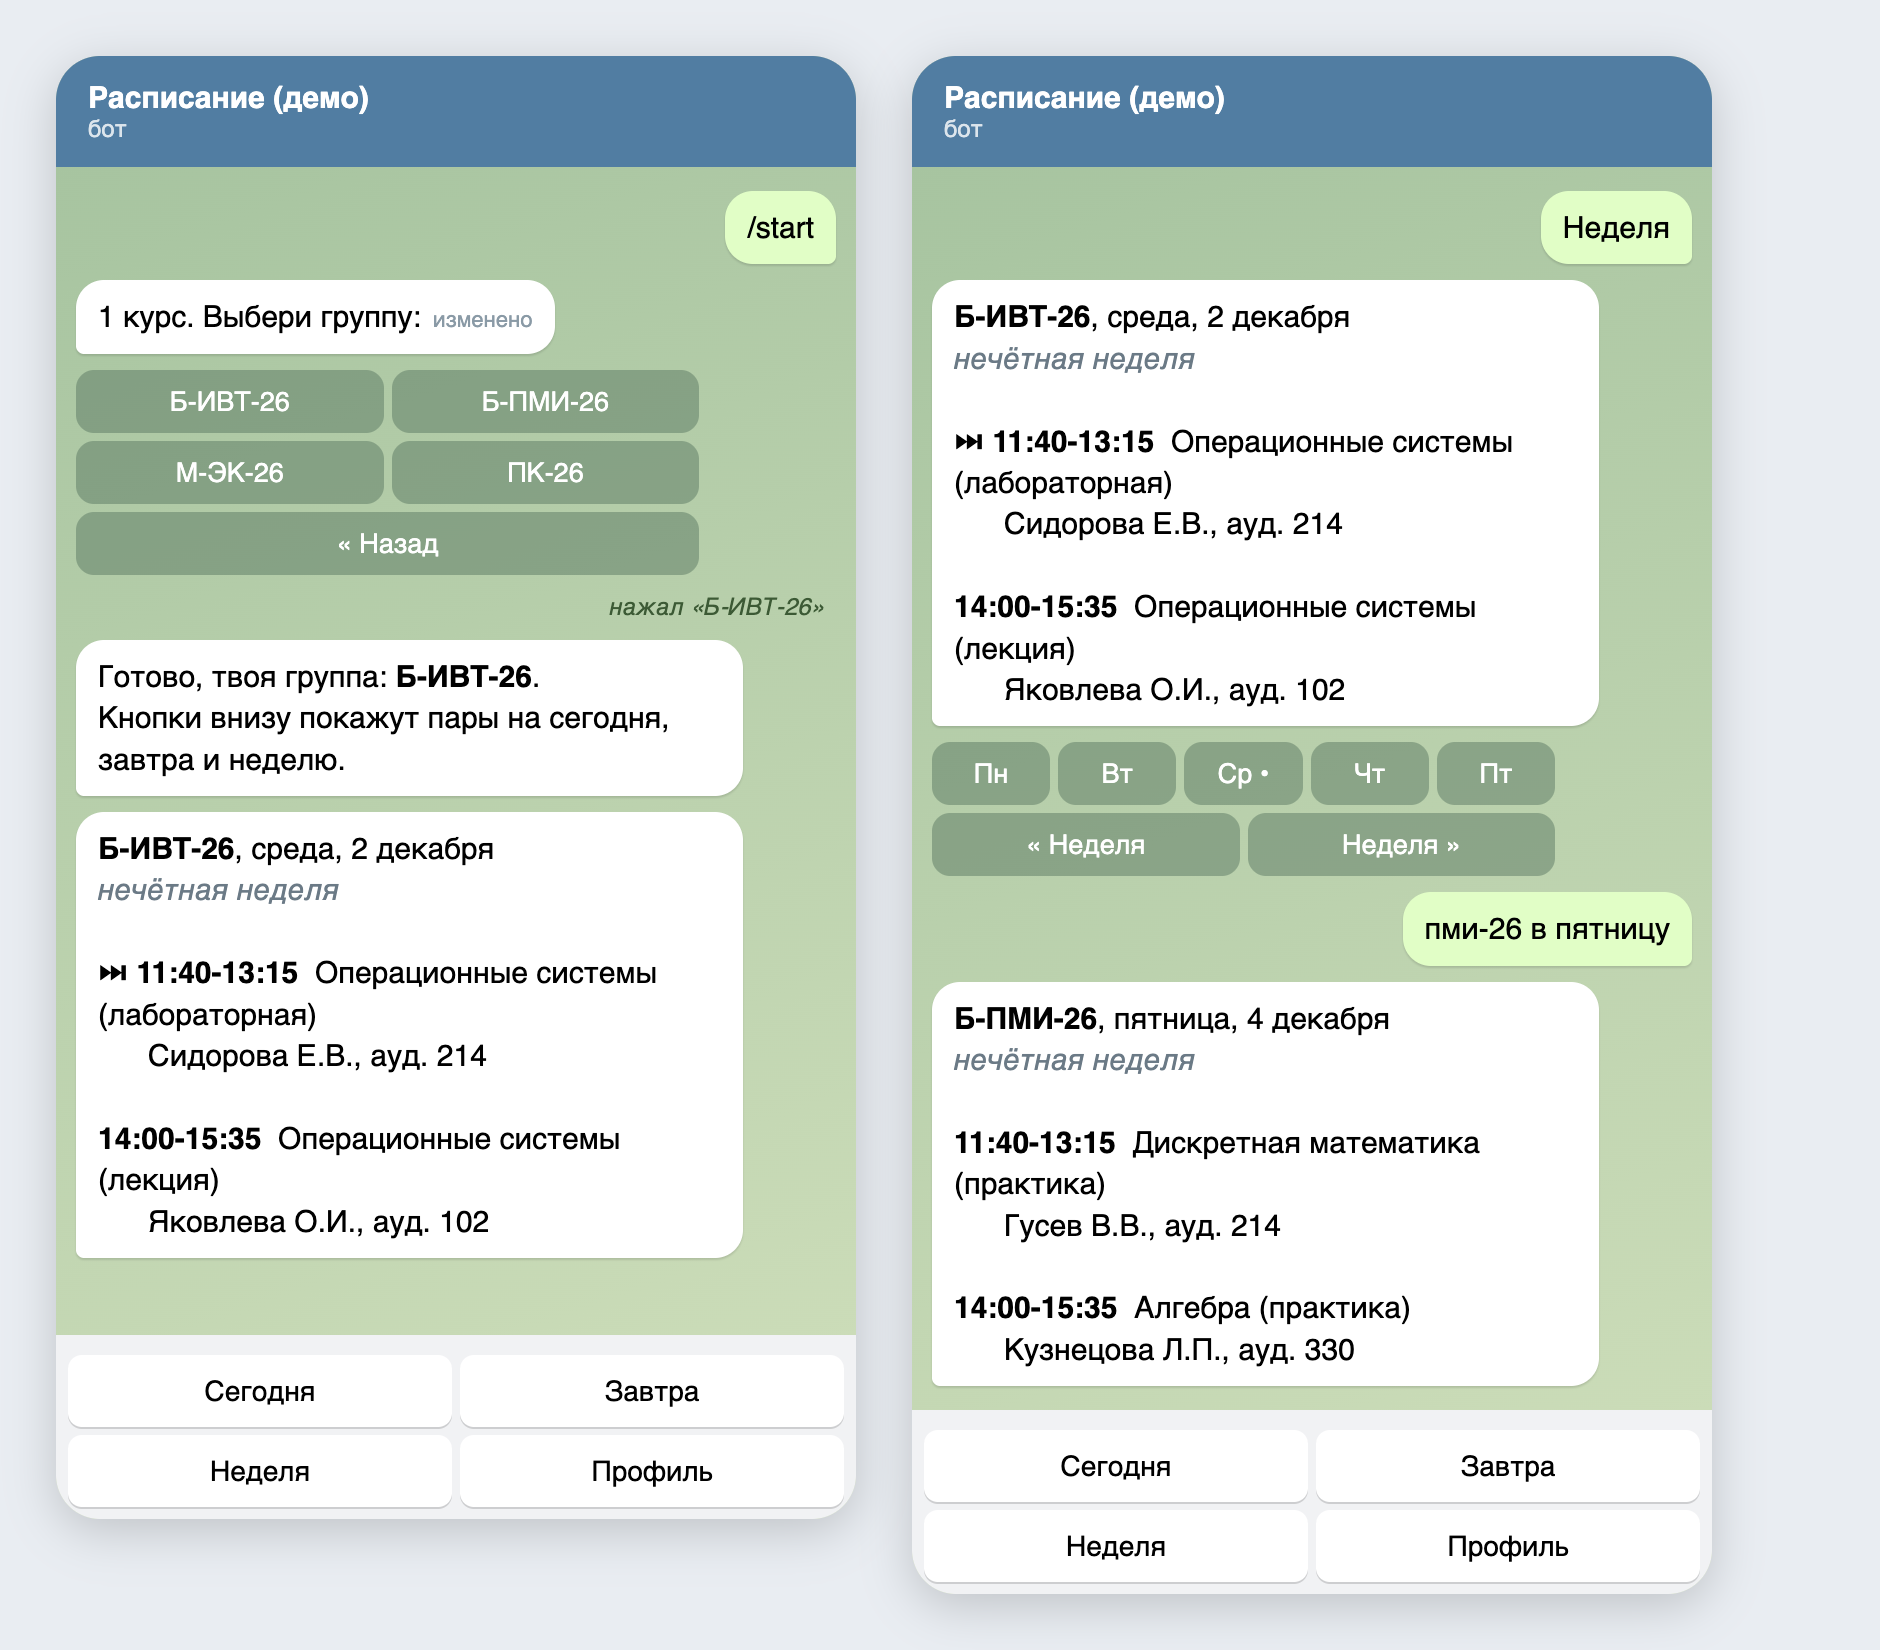 Расписание (демо)
бот
/start
1 курс. Выбери группу: изменено
Б-ИВТ-26
Б-ПМИ-26
М-ЭК-26
ПК-26
« Назад
нажал «Б-ИВТ-26»
Готово, твоя группа: Б-ИВТ-26.
Кнопки внизу покажут пары на сегодня,
завтра и неделю.
Б-ИВТ-26, среда, 2 декабря
нечётная неделя
⏭ 11:40-13:15 Операционные системы
(лабораторная)
Сидорова Е.В., ауд. 214
14:00-15:35 Операционные системы
(лекция)
Яковлева О.И., ауд. 102
Сегодня
Завтра
Неделя
Профиль
Расписание (демо)
бот
Неделя
Б-ИВТ-26, среда, 2 декабря
нечётная неделя
⏭ 11:40-13:15 Операционные системы
(лабораторная)
Сидорова Е.В., ауд. 214
14:00-15:35 Операционные системы
(лекция)
Яковлева О.И., ауд. 102
Пн
Вт
Ср •
Чт
Пт
« Неделя
Неделя »
пми-26 в пятницу
Б-ПМИ-26, пятница, 4 декабря
нечётная неделя
11:40-13:15 Дискретная математика
(практика)
Гусев В.В., ауд. 214
14:00-15:35 Алгебра (практика)
Кузнецова Л.П., ауд. 330
Сегодня
Завтра
Неделя
Профиль